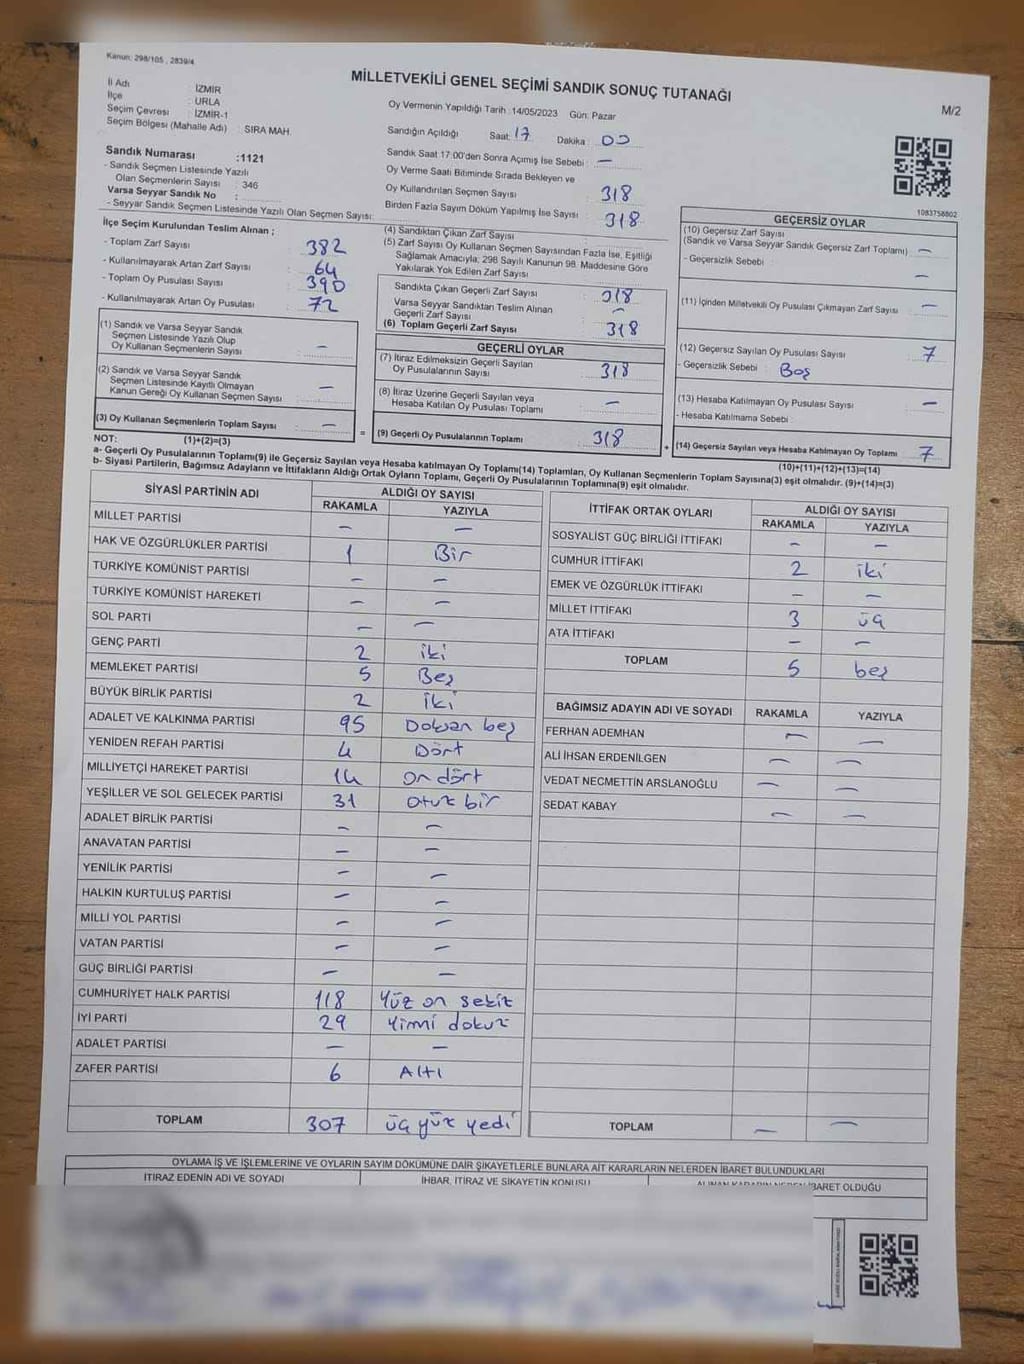 Kanun: 298/105 , 2839/4
MİLLETVEKİLİ GENEL SEÇİMİ SANDIK SONUÇ TUTANAĞI
M/2
İl Adı : İZMİR
İlçe : URLA
Seçim Çevresi : İZMİR-1
Seçim Bölgesi (Mahalle Adı) : SIRA MAH.
Oy Vermenin Yapıldığı Tarih : 14/05/2023 Gün: Pazar
Sandığın Açıldığı Saat: 17 Dakika : 00
Sandık Saat 17:00'den Sonra Açımış İse Sebebi : —
Oy Verme Saati Bitiminde Sırada Bekleyen ve
Oy Kullandırılan Seçmen Sayısı 318
Birden Fazla Sayım Döküm Yapılmış İse Sayısı : 318
Sandık Numarası :1121
- Sandık Seçmen Listesinde Yazılı
Olan Seçmenlerin Sayısı : 346
Varsa Seyyar Sandık No :
- Seyyar Sandık Seçmen Listesinde Yazılı Olan Seçmen Sayısı:
1083758802
İlçe Seçim Kurulundan Teslim Alınan ;
- Toplam Zarf Sayısı : 382
- Kullanılmayarak Artan Zarf Sayısı : 64
- Toplam Oy Pusulası Sayısı : 390
- Kullanılmayarak Artan Oy Pusulası : 72
(1) Sandık ve Varsa Seyyar Sandık
Seçmen Listesinde Yazılı Olup
Oy Kullanan Seçmenlerin Sayısı : —
(2) Sandık ve Varsa Seyyar Sandık
Seçmen Listesinde Kayıtlı Olmayan
Kanun Gereği Oy Kullanan Seçmen Sayısı : —
(3) Oy Kullanan Seçmenlerin Toplam Sayısı : —
(1)+(2)=(3)
(4) Sandıktan Çıkan Zarf Sayısı :
(5) Zarf Sayısı Oy Kullanan Seçmen Sayısından Fazla İse, Eşitliği
Sağlamak Amacıyla; 298 Sayılı Kanunun 98. Maddesine Göre
Yakılarak Yok Edilen Zarf Sayısı :
Sandıkta Çıkan Geçerli Zarf Sayısı : 318
Varsa Seyyar Sandıktan Teslim Alınan
Geçerli Zarf Sayısı : —
(6) Toplam Geçerli Zarf Sayısı : 318
GEÇERLİ OYLAR
(7) İtiraz Edilmeksizin Geçerli Sayılan
Oy Pusulalarının Sayısı : 318
(8) İtiraz Üzerine Geçerli Sayılan veya
Hesaba Katılan Oy Pusulası Toplamı : —
= (9) Geçerli Oy Pusulalarının Toplamı : 318 +
GEÇERSİZ OYLAR
(10) Geçersiz Zarf Sayısı
(Sandık ve Varsa Seyyar Sandık Geçersiz Zarf Toplamı) : —
- Geçersizlik Sebebi : —
(11) İçinden Milletvekili Oy Pusulası Çıkmayan Zarf Sayısı : —
(12) Geçersiz Sayılan Oy Pusulası Sayısı : 7
- Geçersizlik Sebebi : Boş
(13) Hesaba Katılmayan Oy Pusulası Sayısı : —
- Hesaba Katılmama Sebebi :
(14) Geçersiz Sayılan veya Hesaba Katılmayan Oy Toplamı : 7
(10)+(11)+(12)+(13)=(14)
NOT:
a- Geçerli Oy Pusulalarının Toplamı(9) ile Geçersiz Sayılan veya Hesaba katılmayan Oy Toplamı(14) Toplamları, Oy Kullanan Seçmenlerin Toplam Sayısına(3) eşit olmalıdır. (9)+(14)=(3)
b- Siyasi Partilerin, Bağımsız Adayların ve İttifakların Aldığı Ortak Oyların Toplamı, Geçerli Oy Pusulalarının Toplamına(9) eşit olmalıdır.
SİYASİ PARTİNİN ADI ALDIĞI OY SAYISI
RAKAMLA YAZIYLA
MİLLET PARTİSİ — —
HAK VE ÖZGÜRLÜKLER PARTİSİ 1 Bir
TÜRKİYE KOMÜNİST PARTİSİ — —
TÜRKİYE KOMÜNİST HAREKETİ — —
SOL PARTİ — —
GENÇ PARTİ 2 iki
MEMLEKET PARTİSİ 5 Beş
BÜYÜK BİRLİK PARTİSİ 2 iki
ADALET VE KALKINMA PARTİSİ 95 Doksan beş
YENİDEN REFAH PARTİSİ 4 Dört
MİLLİYETÇİ HAREKET PARTİSİ 14 on dört
YEŞİLLER VE SOL GELECEK PARTİSİ 31 otuz bir
ADALET BİRLİK PARTİSİ — —
ANAVATAN PARTİSİ — —
YENİLİK PARTİSİ — —
HALKIN KURTULUŞ PARTİSİ — —
MİLLİ YOL PARTİSİ — —
VATAN PARTİSİ — —
GÜÇ BİRLİĞİ PARTİSİ — —
CUMHURİYET HALK PARTİSİ 118 Yüz on sekiz
İYİ PARTİ 29 Yirmi dokuz
ADALET PARTİSİ — —
ZAFER PARTİSİ 6 Altı
TOPLAM 307 üç yüz yedi
İTTİFAK ORTAK OYLARI ALDIĞI OY SAYISI
RAKAMLA YAZIYLA
SOSYALİST GÜÇ BİRLİĞİ İTTİFAKI — —
CUMHUR İTTİFAKI 2 iki
EMEK VE ÖZGÜRLÜK İTTİFAKI — —
MİLLET İTTİFAKI 3 üç
ATA İTTİFAKI — —
TOPLAM 5 beş
BAĞIMSIZ ADAYIN ADI VE SOYADI RAKAMLA YAZIYLA
FERHAN ADEMHAN — —
ALİ İHSAN ERDENİLGEN — —
VEDAT NECMETTİN ARSLANOĞLU — —
SEDAT KABAY — —
TOPLAM — —
OYLAMA İŞ VE İŞLEMLERİNE VE OYLARIN SAYIM DÖKÜMÜNE DAİR ŞİKAYETLERLE BUNLARA AİT KARARLARIN NELERDEN İBARET BULUNDUKLARI
İTİRAZ EDENİN ADI VE SOYADI İHBAR, İTİRAZ VE ŞİKAYETİN KONUSU ALINAN KARARIN NEDEN İBARET OLDUĞU